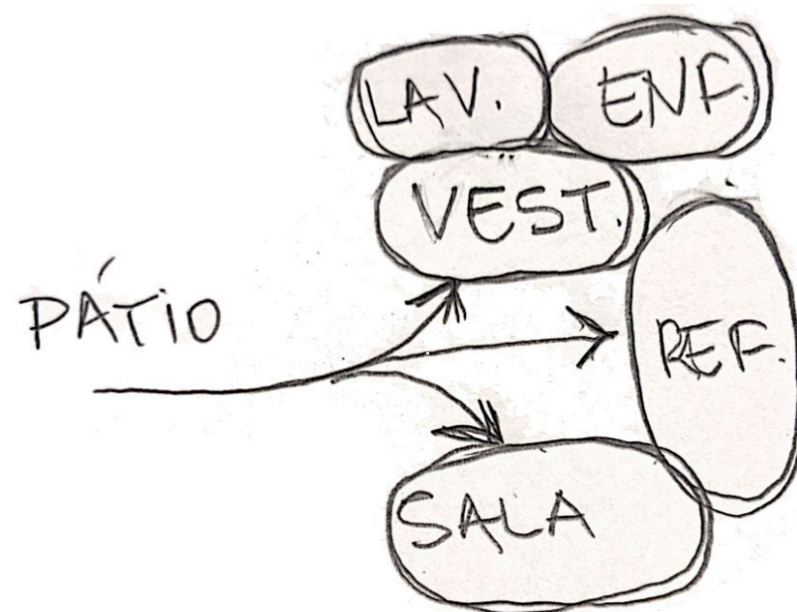 LAV.
ENF.
VEST.
PÁTIO
REF.
SALA